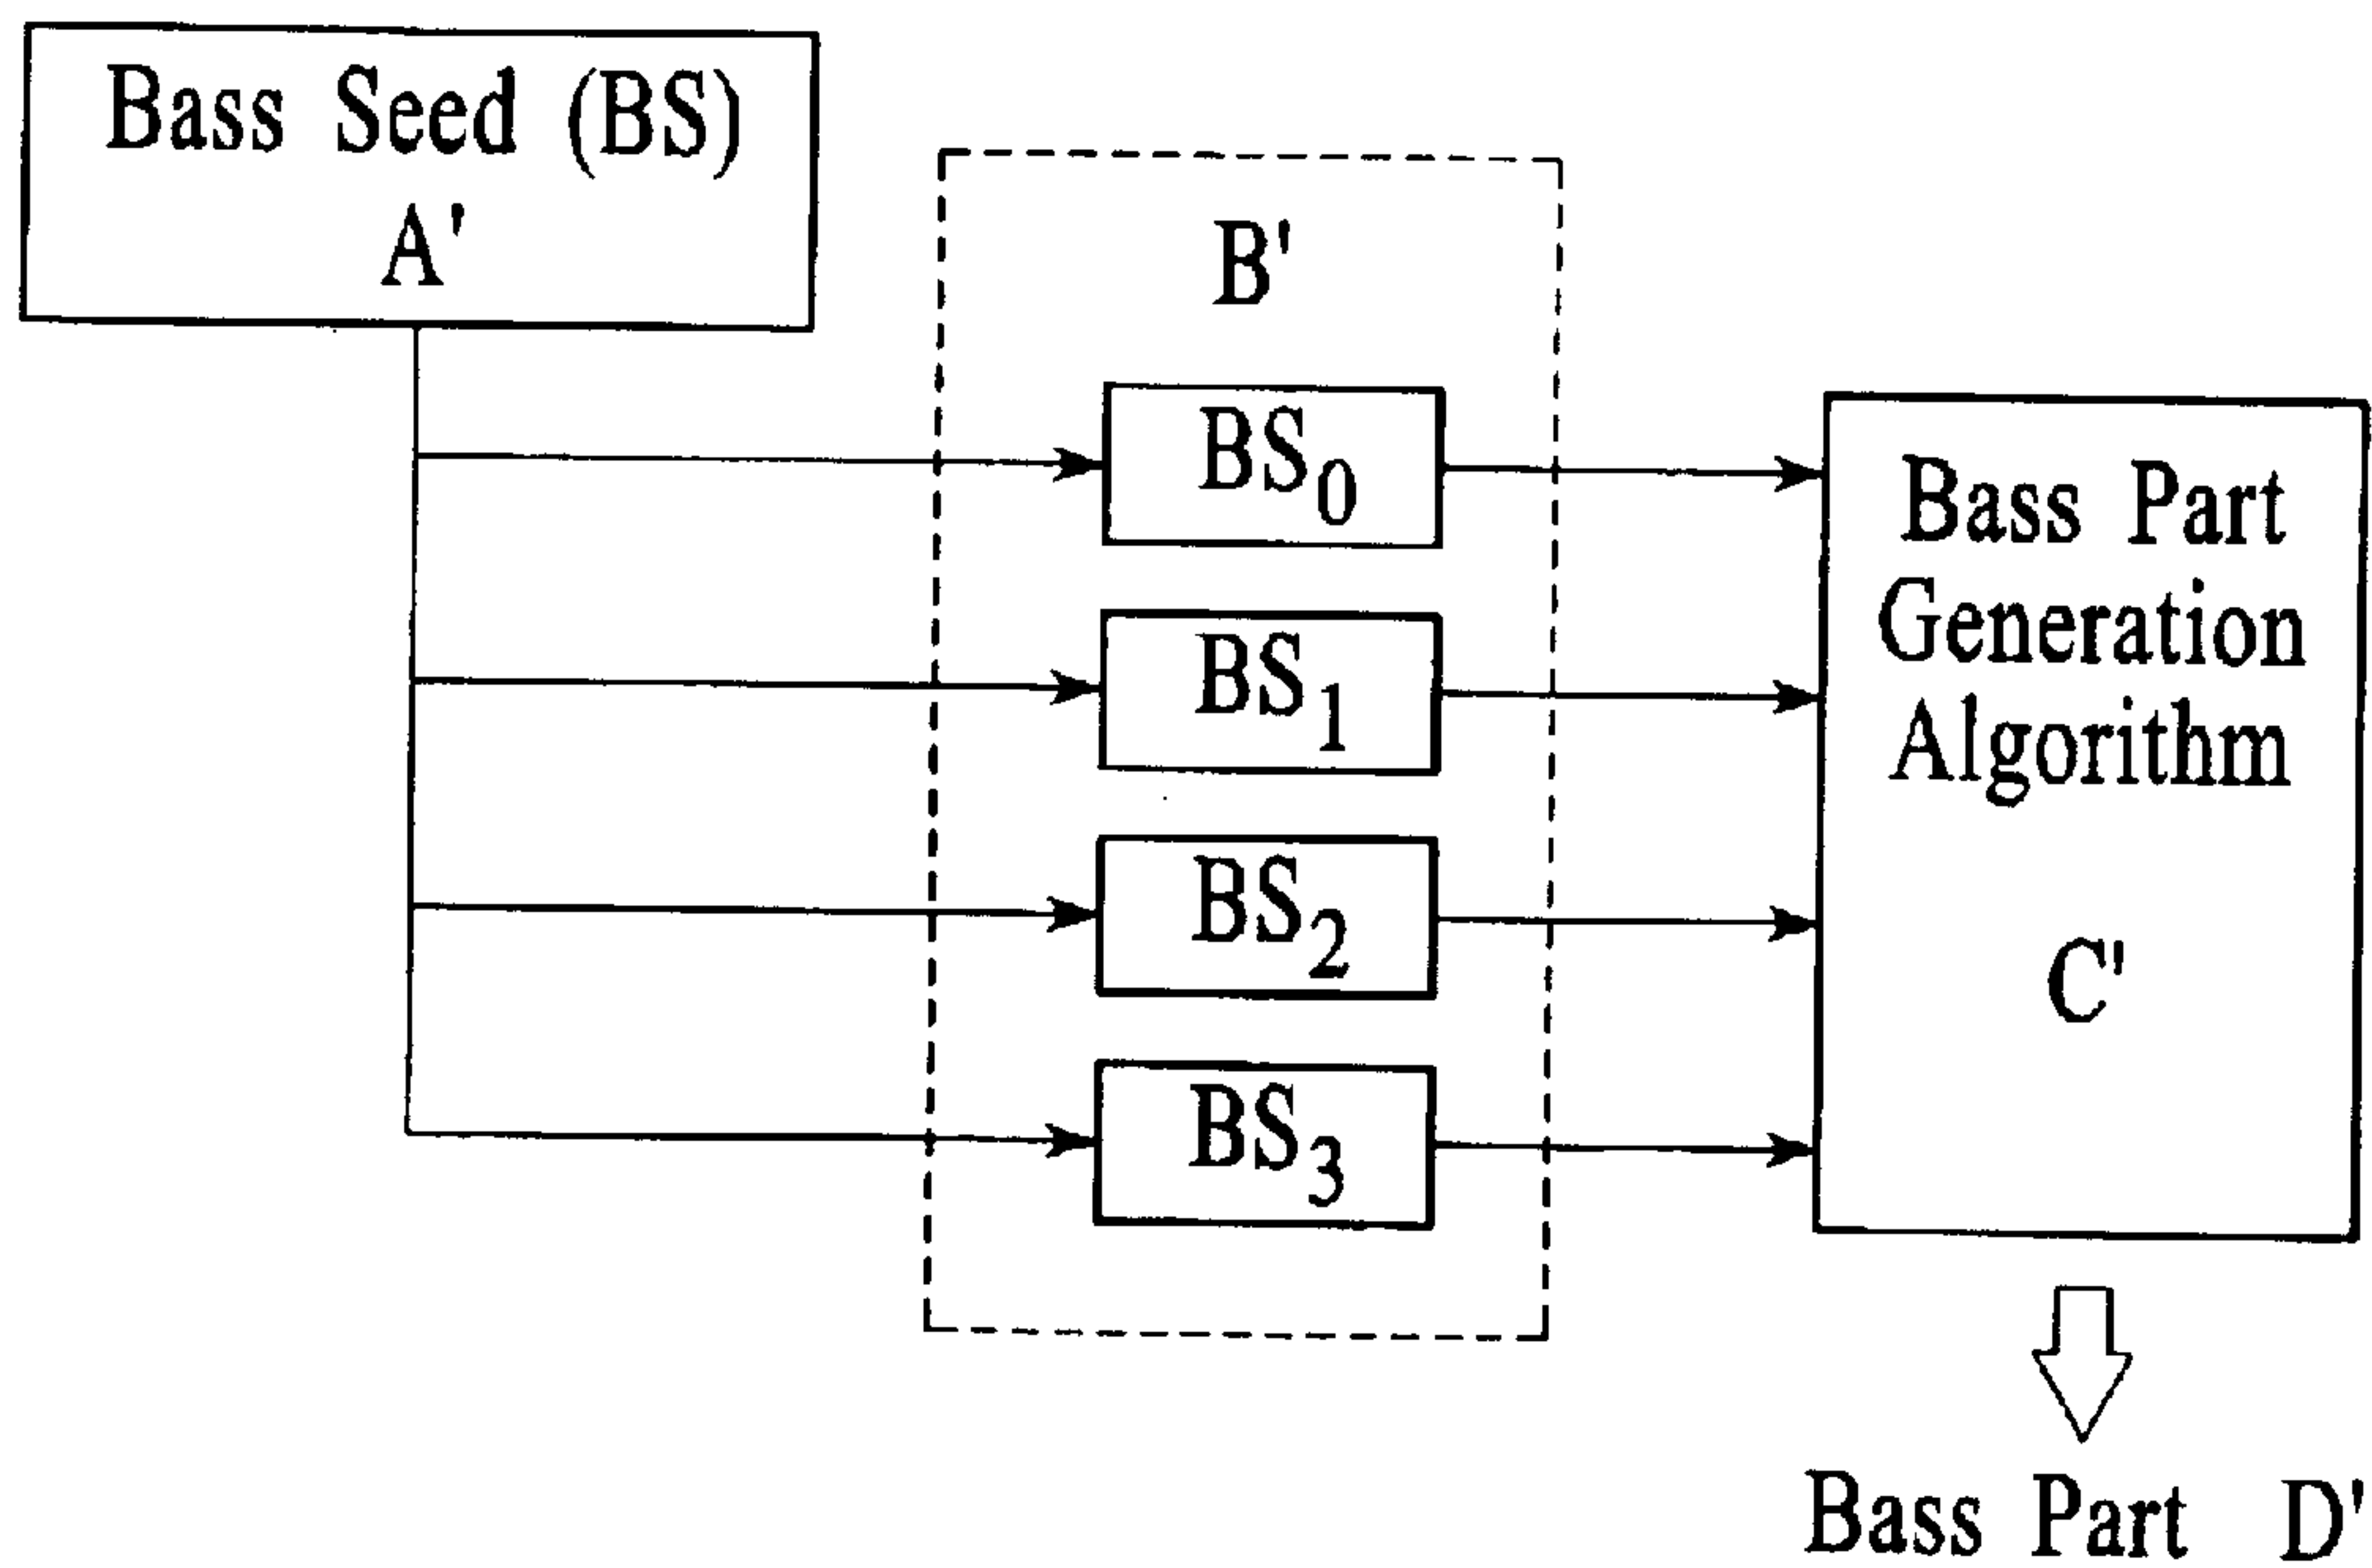 Bass Seed (BS)
A'
B'
BS₀
BS₁
BS₂
BS₃
Bass Part
Generation
Algorithm
C'
Bass Part D'